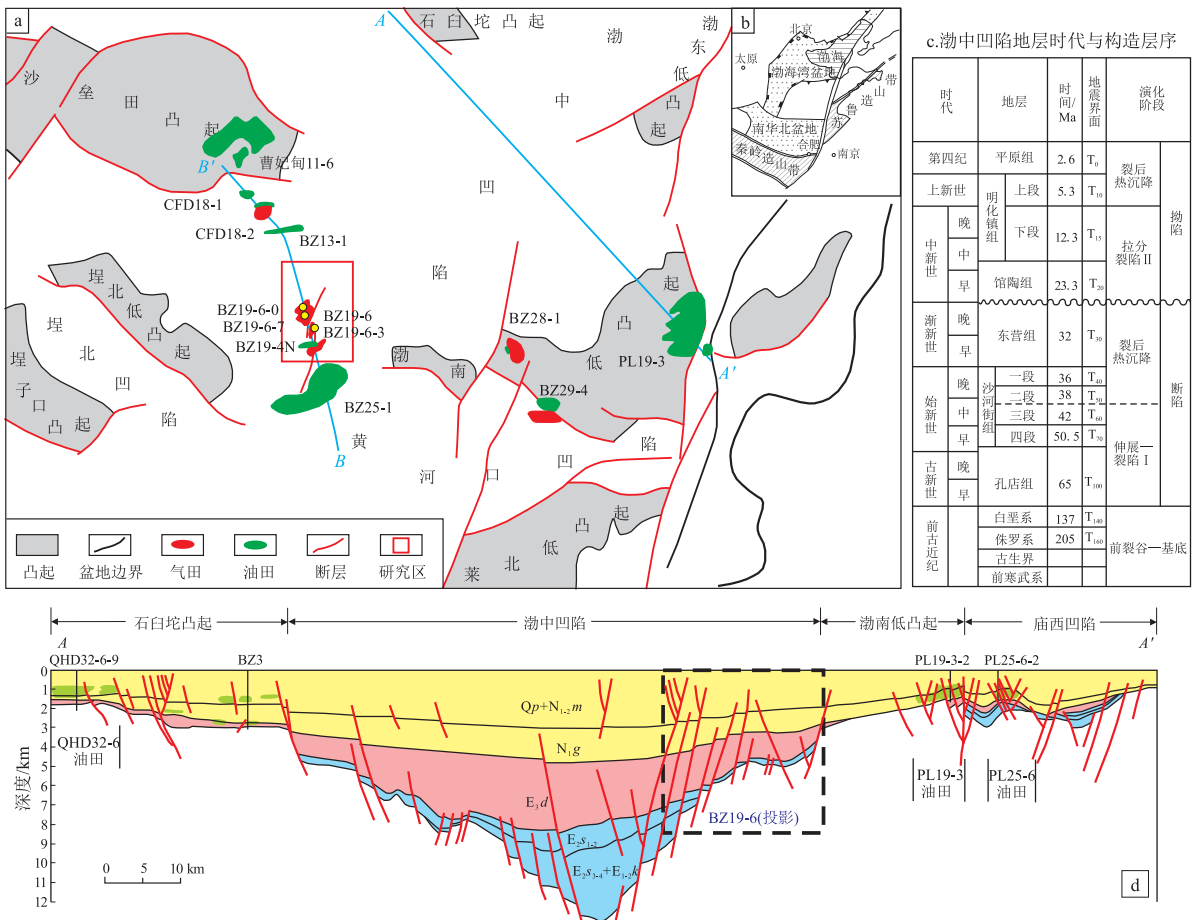 a
A
石臼坨凸起
渤
东
低
凸
起
渤
中
凹
陷
沙
垒
田
凸
起
曹妃甸11-6
B′
CFD18-1
CFD18-2
BZ13-1
BZ19-6-0
BZ19-6
BZ19-6-7
BZ19-6-3
BZ19-4N
BZ25-1
B
埕
北
低
凸
起
埕
北
凹
陷
埕
子
口
凸
起
渤
南
低
凸
起
BZ28-1
BZ29-4
PL19-3
A′
黄
河
口
凹
陷
莱
北
低
凸
起
凸起
盆地边界
气田
油田
断层
研究区
b
北京
太原
渤海
渤海湾盆地
苏
鲁
造
山
带
南华北盆地
合肥
南京
秦岭造山带
c.渤中凹陷地层时代与构造层序
时代
地层
时间/Ma
地震界面
演化阶段
第四纪
平原组
2.6
T0
裂后热沉降
上新世
明化镇组
上段
5.3
T10
拗陷
中新世
晚
中
早
下段
12.3
T15
拉分裂陷Ⅱ
馆陶组
23.3
T20
渐新世
晚
早
东营组
32
T30
裂后热沉降
断陷
始新世
晚
中
早
沙河街组
一段
36
T40
二段
38
T50
三段
42
T60
四段
50.5
T70
伸展—裂陷Ⅰ
古新世
晚
早
孔店组
65
T100
前古近纪
白垩系
137
T140
前裂谷—基底
侏罗系
205
T160
古生界
前寒武系
石臼坨凸起
渤中凹陷
渤南低凸起
庙西凹陷
A
A′
QHD32-6-9
BZ3
PL19-3-2
PL25-6-2
深度/km
0
1
2
3
4
5
6
7
8
9
10
11
12
QHD32-6
油田
Qp+N1-2m
N1g
E3d
E2s1-2
E2s3-4+E1-2k
BZ19-6(投影)
PL19-3
油田
PL25-6
油田
0 5 10 km
d